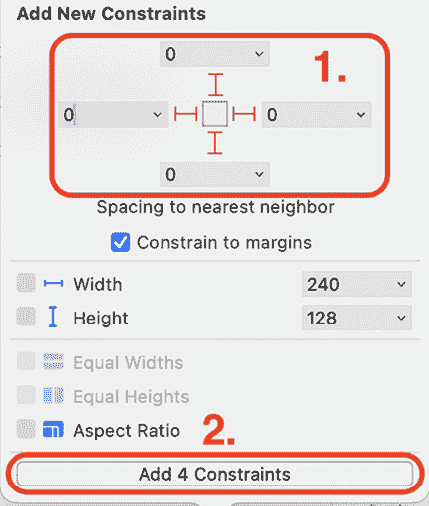 Add New Constraints
0
1.
0
0
0
Spacing to nearest neighbor
Constrain to margins
Width 240
Height 128
Equal Widths
Equal Heights
Aspect Ratio
2.
Add 4 Constraints